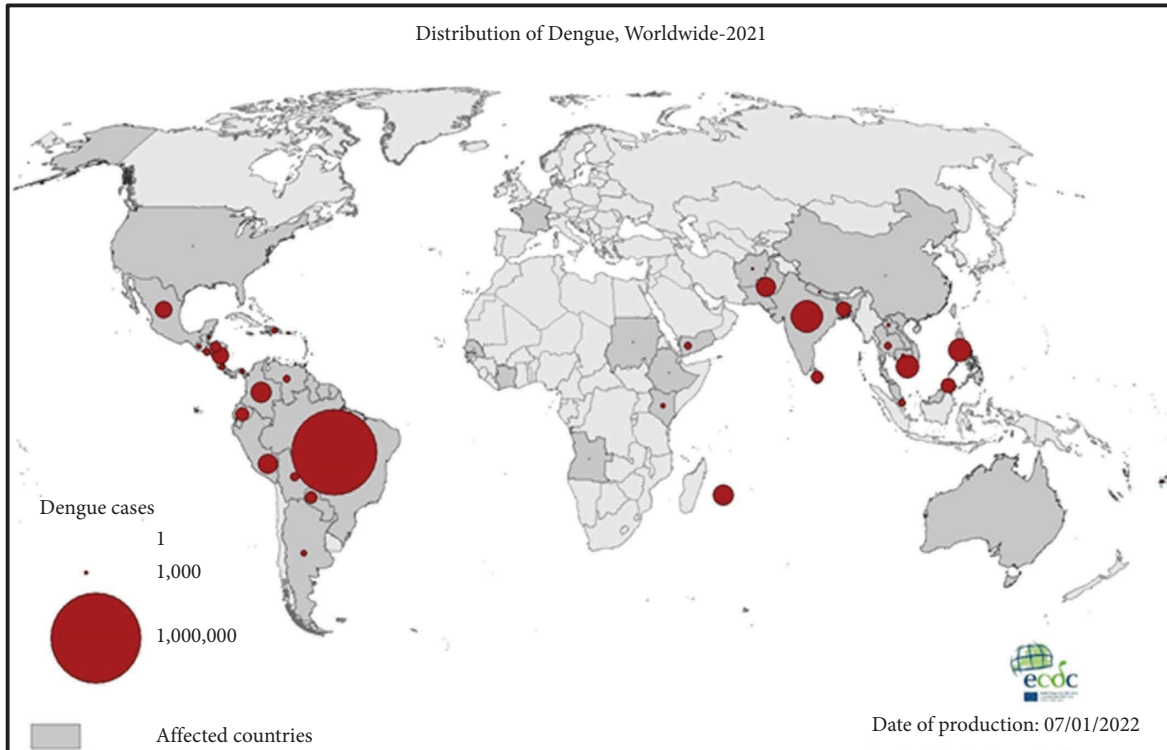 Distribution of Dengue, Worldwide-2021
Dengue cases
1
1,000
1,000,000
Affected countries
ecdc
Date of production: 07/01/2022